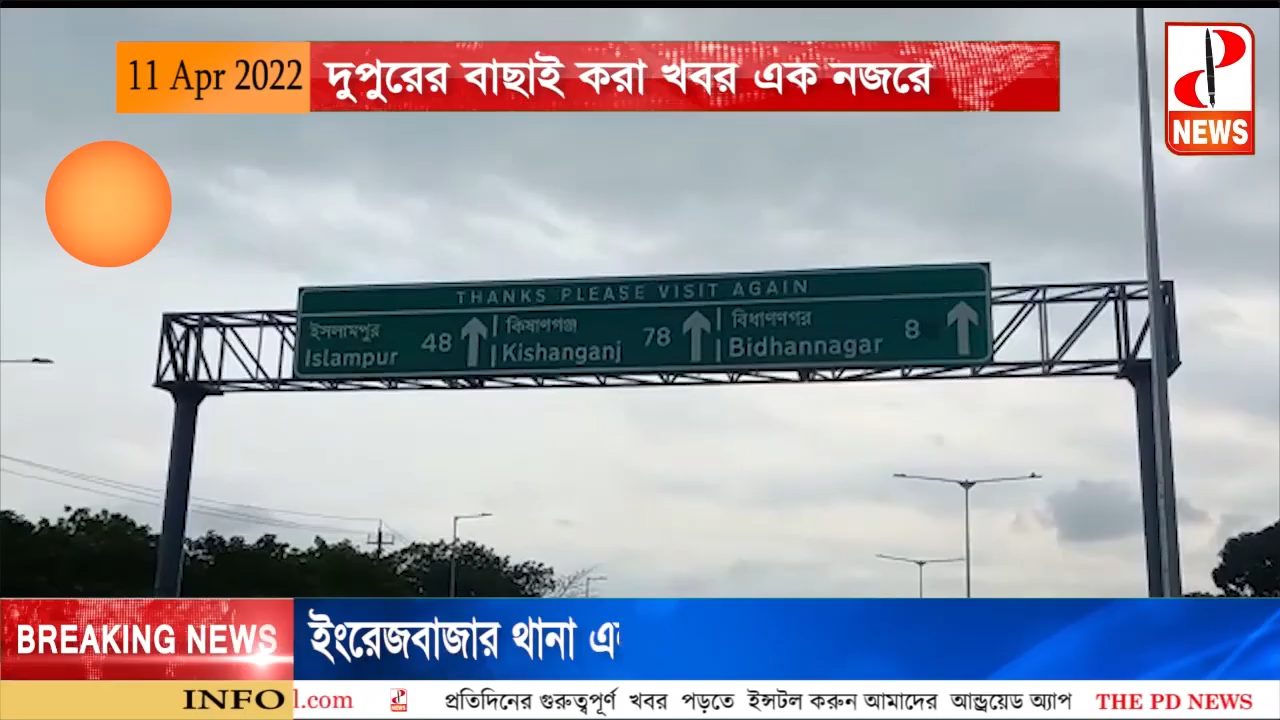 11 Apr 2022 দুপুরের বাছাই করা খবর এক নজরে
NEWS
THANKS PLEASE VISIT AGAIN
ইসলামপুর 48 কিষাণগঞ্জ 78 বিধাণনগর 8
Islampur Kishanganj Bidhannagar
BREAKING NEWS ইংরেজবাজার থানা
INFO l.com প্রতিদিনের গুরুত্বপূর্ণ খবর পড়তে ইন্সটল করুন আমাদের আন্ড্রয়েড অ্যাপ THE PD NEWS